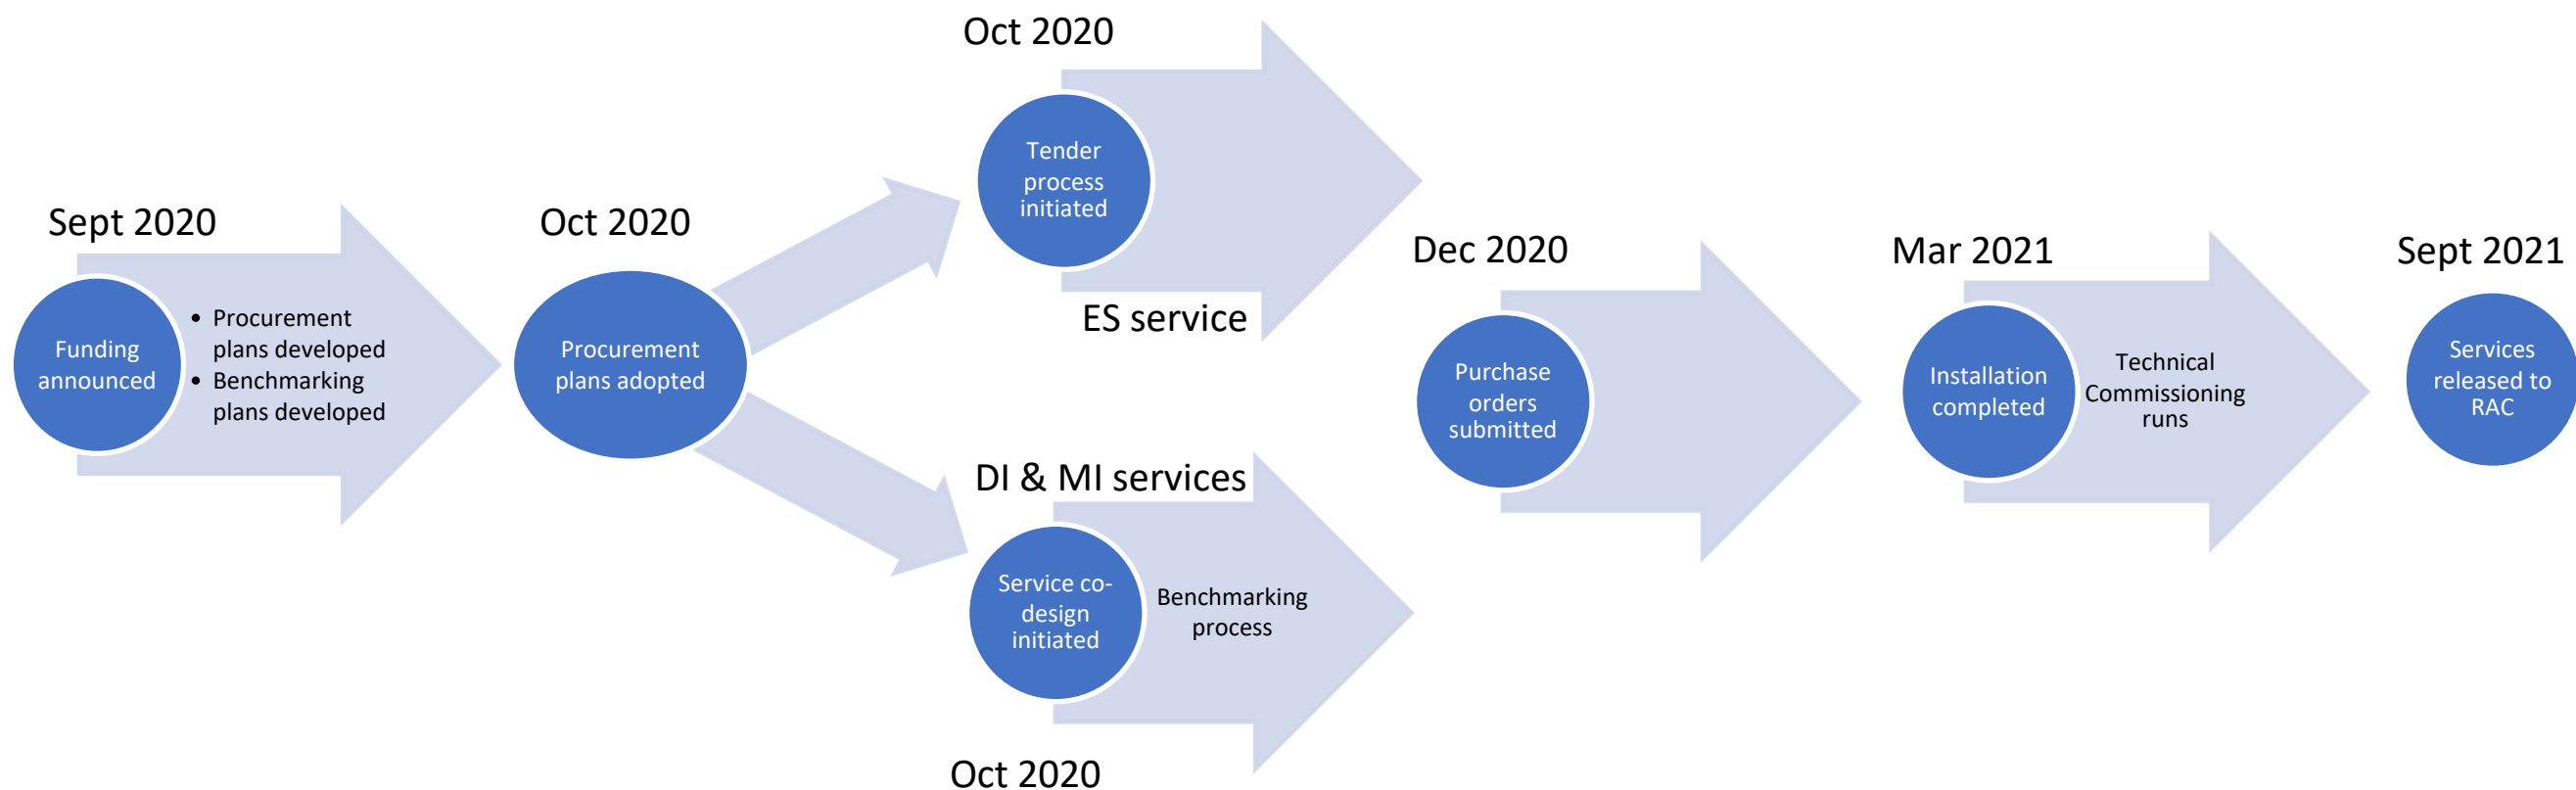 Sept 2020
Funding
announced
• Procurement
plans developed
• Benchmarking
plans developed
Oct 2020
Procurement
plans adopted
Oct 2020
Tender
process
initiated
ES service
DI & MI services
Service co-
design
initiated
Benchmarking
process
Oct 2020
Dec 2020
Purchase
orders
submitted
Mar 2021
Installation
completed
Technical
Commissioning
runs
Sept 2021
Services
released to
RAC